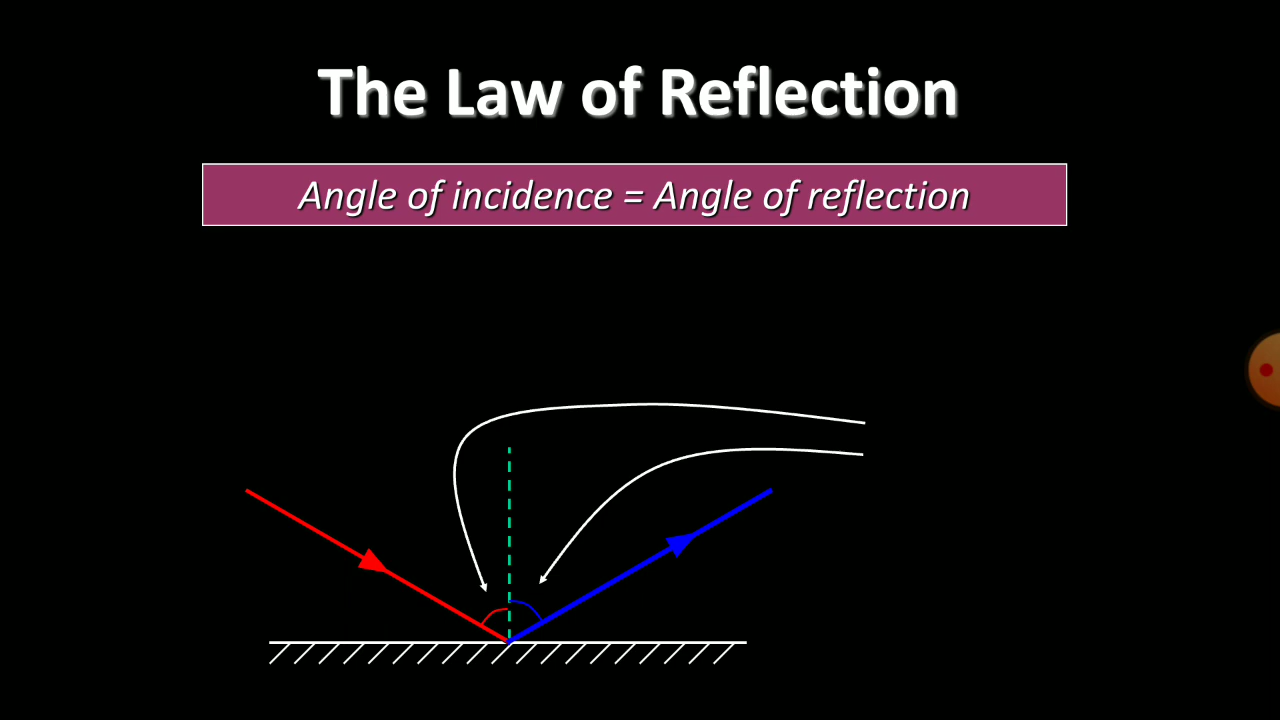 The Law of Reflection
Angle of incidence = Angle of reflection